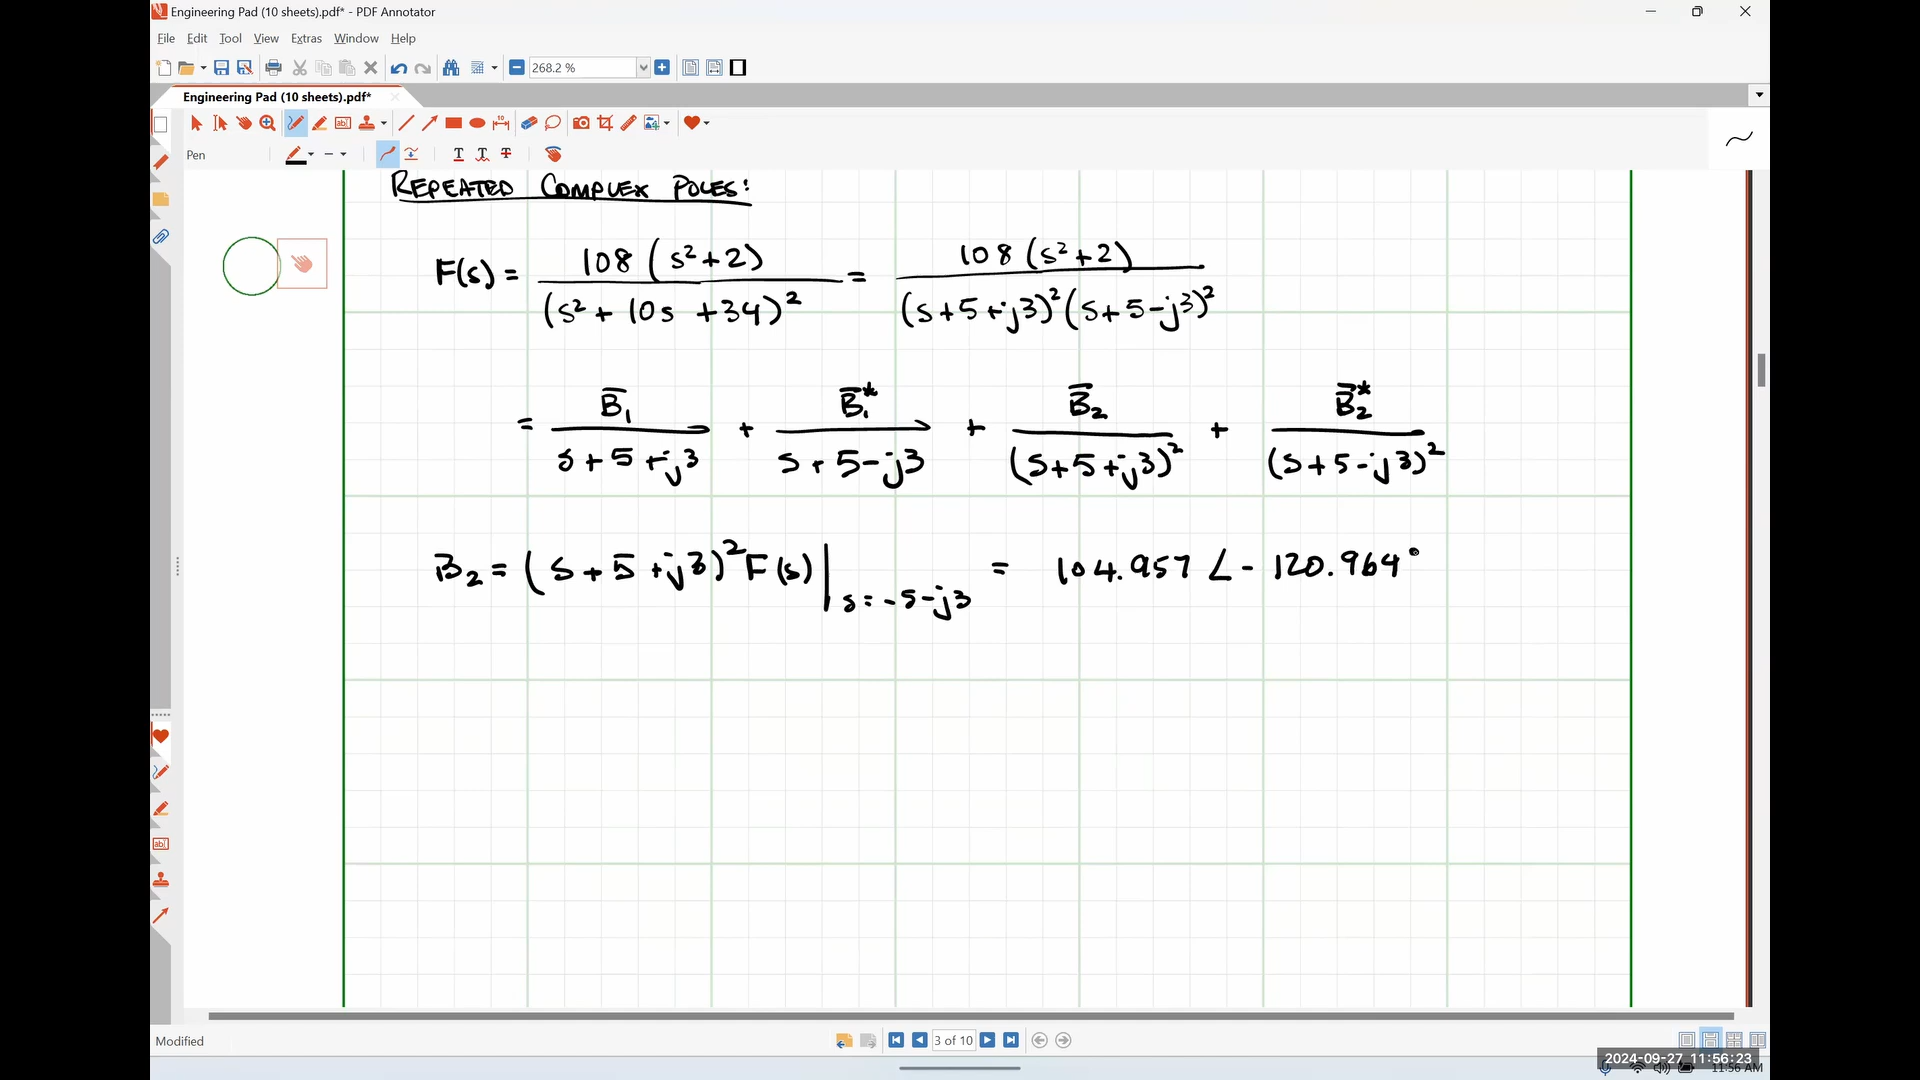 Engineering Pad (10 sheets).pdf* - PDF Annotator
File Edit Tool View Extras Window Help
268.2 %
Engineering Pad (10 sheets).pdf*
Pen
REPEATED COMPLEX POLES:
F(s) = 108 (s² + 2) / (s² + 10s + 34)² = 108 (s² + 2) / (s + 5 + j3)² (s + 5 - j3)²
= B̅₁ / s + 5 + j3 + B̅₁* / s + 5 - j3 + B̅₂ / (s + 5 + j3)² + B̅₂* / (s + 5 - j3)²
B₂ = (s + 5 + j3)² F(s) | s = -5 - j3 = 104.957 ∠ - 120.964°
Modified
3 of 10
2024-09-27 11:56:23
11:56 AM